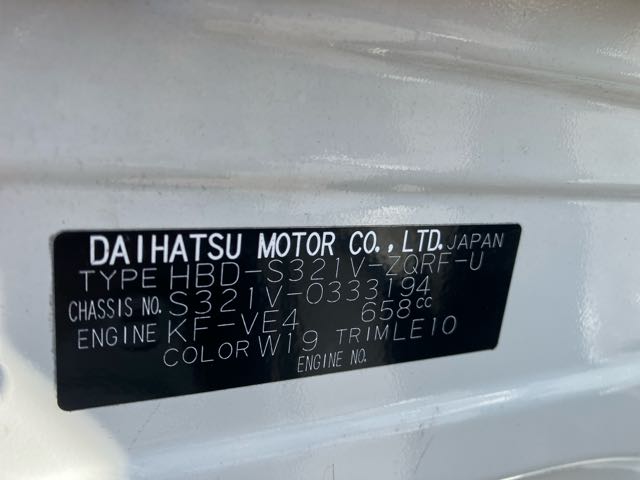 DAIHATSU MOTOR CO., LTD. JAPAN
TYPE HBD-S321V-ZQRF-U
CHASSIS NO. S321V-0333194
ENGINE KF-VE4 658cc
COLOR W19 TRIM LE10
ENGINE NO.